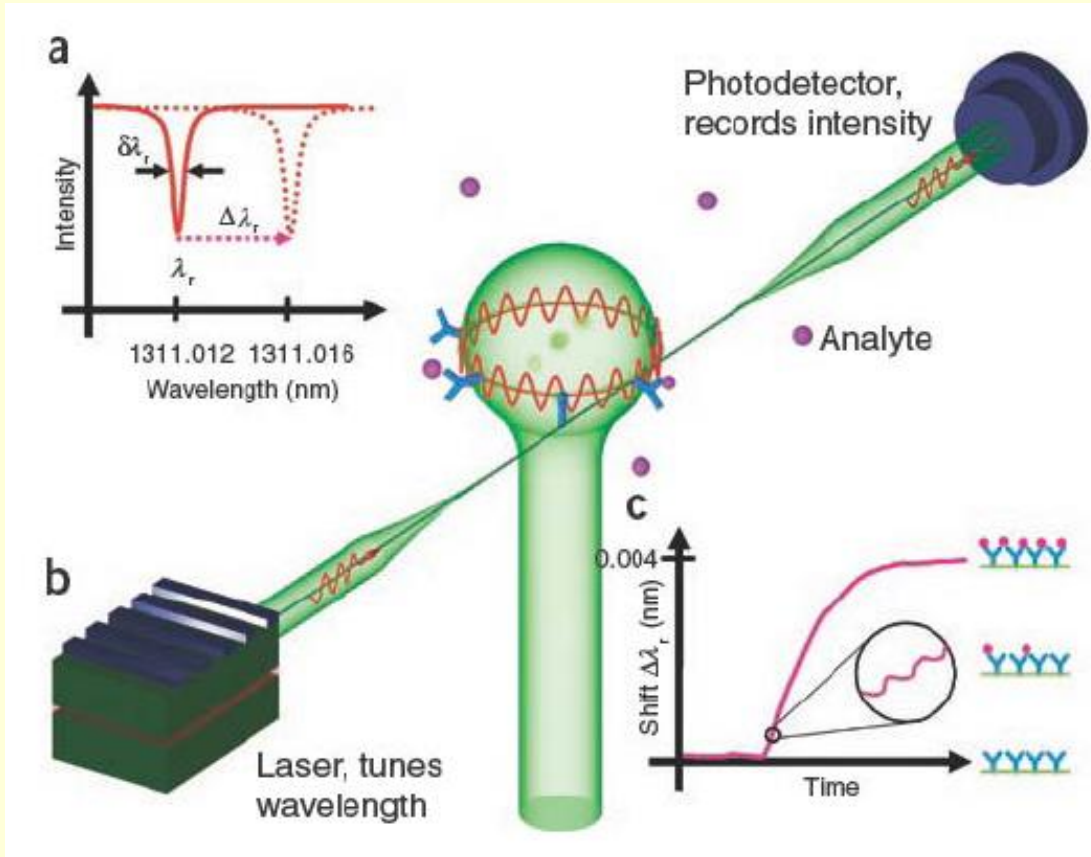 a
Intensity
δλr
Δλr
λr
1311.012 1311.016
Wavelength (nm)
Photodetector,
records intensity
Analyte
b
Laser, tunes
wavelength
c
0.004
Shift Δλr (nm)
Time